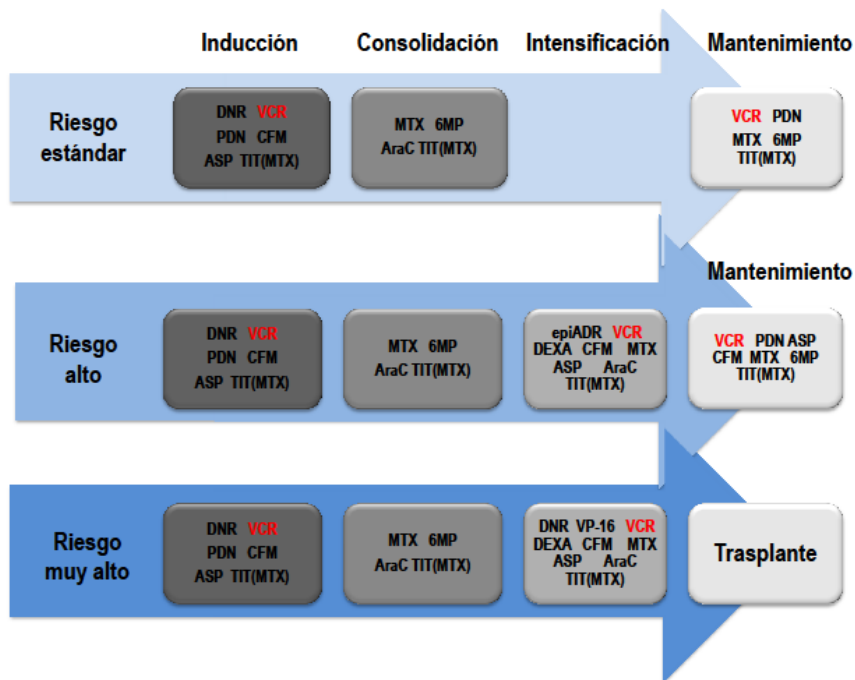 Inducción Consolidación Intensificación Mantenimiento
Riesgo
estándar
DNR VCR
PDN CFM
ASP TIT(MTX)
MTX 6MP
AraC TIT(MTX)
VCR PDN
MTX 6MP
TIT(MTX)
Mantenimiento
Riesgo
alto
DNR VCR
PDN CFM
ASP TIT(MTX)
MTX 6MP
AraC TIT(MTX)
epiADR VCR
DEXA CFM MTX
ASP AraC
TIT(MTX)
VCR PDN ASP
CFM MTX 6MP
TIT(MTX)
Riesgo
muy alto
DNR VCR
PDN CFM
ASP TIT(MTX)
MTX 6MP
AraC TIT(MTX)
DNR VP-16 VCR
DEXA CFM MTX
ASP AraC
TIT(MTX)
Trasplante